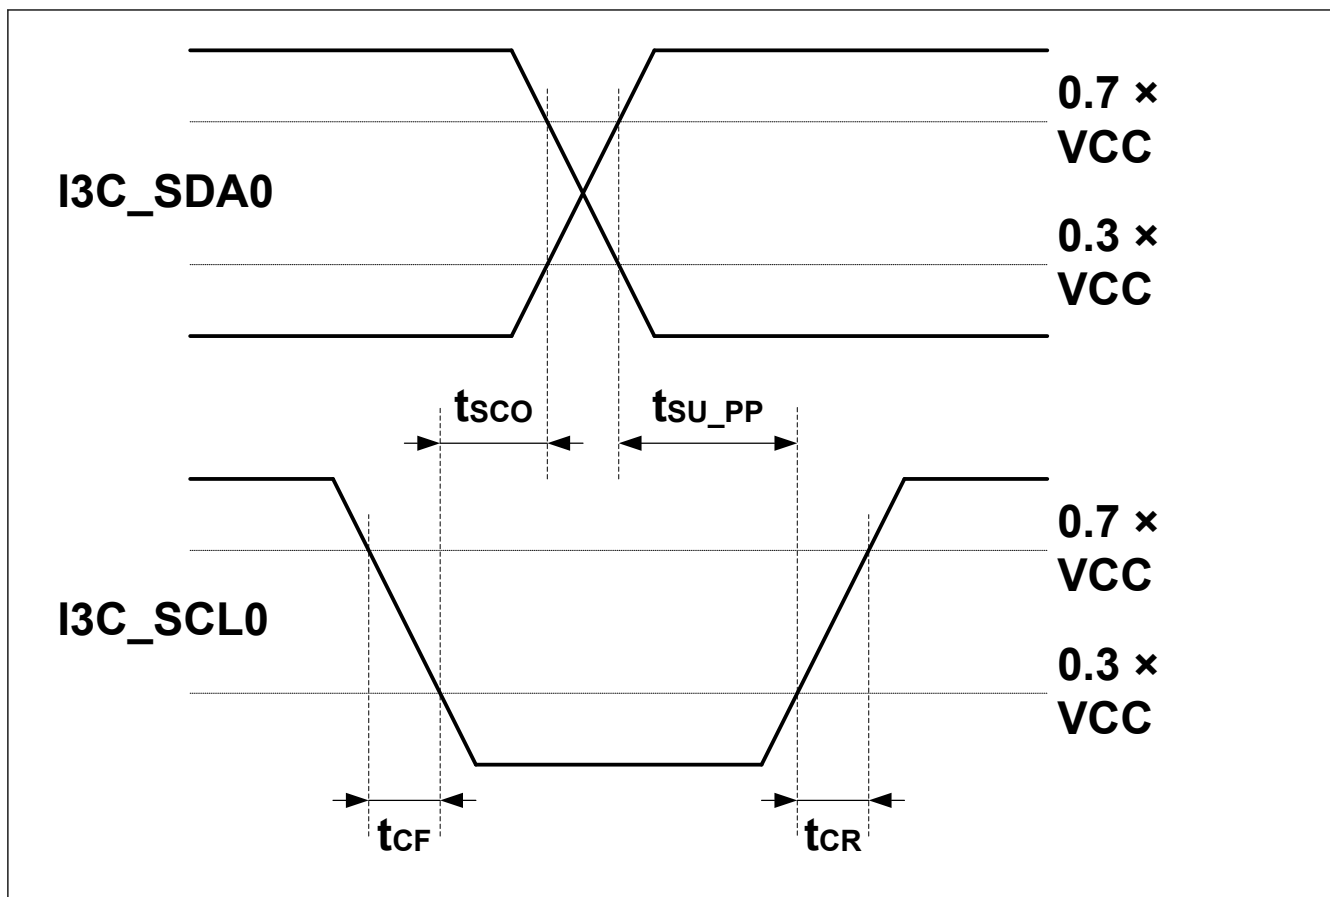 0.7 ×
VCC
I3C_SDA0
0.3 ×
VCC
tSCO
tSU_PP
0.7 ×
VCC
I3C_SCL0
0.3 ×
VCC
tCF
tCR